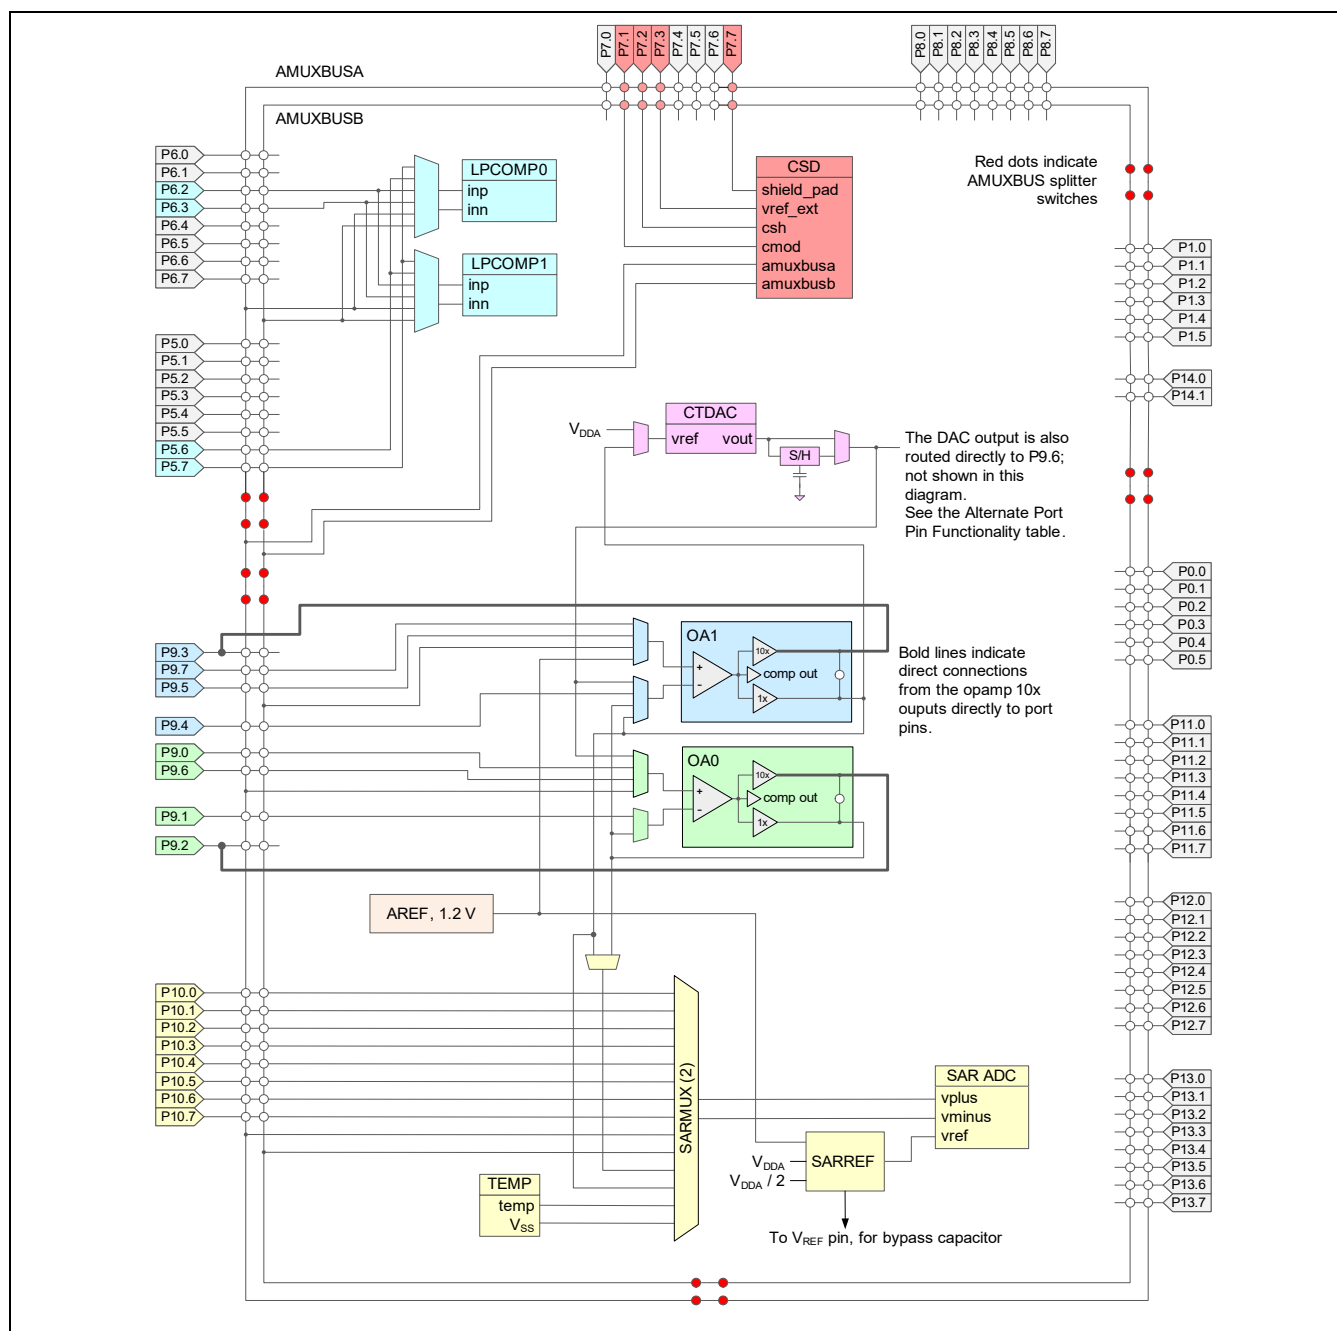 P7.0
P7.1
P7.2
P7.3
P7.4
P7.5
P7.6
P7.7
P8.0
P8.1
P8.2
P8.3
P8.4
P8.5
P8.6
P8.7
AMUXBUSA
AMUXBUSB
P6.0
P6.1
P6.2
P6.3
P6.4
P6.5
P6.6
P6.7
LPCOMP0
inp
inn
LPCOMP1
inp
inn
CSD
shield_pad
vref_ext
csh
cmod
amuxbusa
amuxbusb
Red dots indicate
AMUXBUS splitter
switches
P1.0
P1.1
P1.2
P1.3
P1.4
P1.5
P14.0
P14.1
P5.0
P5.1
P5.2
P5.3
P5.4
P5.5
P5.6
P5.7
VDDA
CTDAC
vref vout
S/H
The DAC output is also
routed directly to P9.6;
not shown in this
diagram.
See the Alternate Port
Pin Functionality table.
P0.0
P0.1
P0.2
P0.3
P0.4
P0.5
P9.3
P9.7
P9.5
P9.4
P9.0
P9.6
P9.1
P9.2
OA1
+
-
10x
comp out
1x
OA0
+
-
10x
comp out
1x
Bold lines indicate
direct connections
from the opamp 10x
ouputs directly to port
pins.
P11.0
P11.1
P11.2
P11.3
P11.4
P11.5
P11.6
P11.7
AREF, 1.2 V
P12.0
P12.1
P12.2
P12.3
P12.4
P12.5
P12.6
P12.7
P10.0
P10.1
P10.2
P10.3
P10.4
P10.5
P10.6
P10.7
SARMUX (2)
TEMP
temp
VSS
SAR ADC
vplus
vminus
vref
VDDA
VDDA / 2
SARREF
To VREF pin, for bypass capacitor
P13.0
P13.1
P13.2
P13.3
P13.4
P13.5
P13.6
P13.7